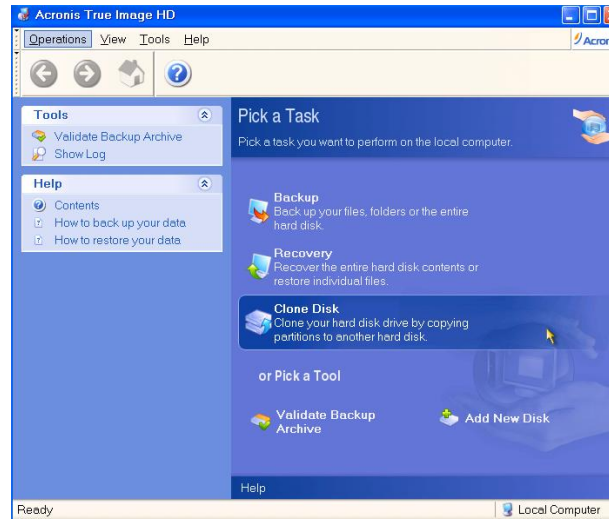 Acronis True Image HD
Operations View Tools Help
Tools
Validate Backup Archive
Show Log
Help
Contents
How to back up your data
How to restore your data
Pick a Task
Pick a task you want to perform on the local computer.
Backup
Back up your files, folders or the entire
hard disk.
Recovery
Recover the entire hard disk contents or
restore individual files.
Clone Disk
Clone your hard disk drive by copying
partitions to another hard disk.
or Pick a Tool
Validate Backup
Archive
Add New Disk
Help
Ready
Local Computer